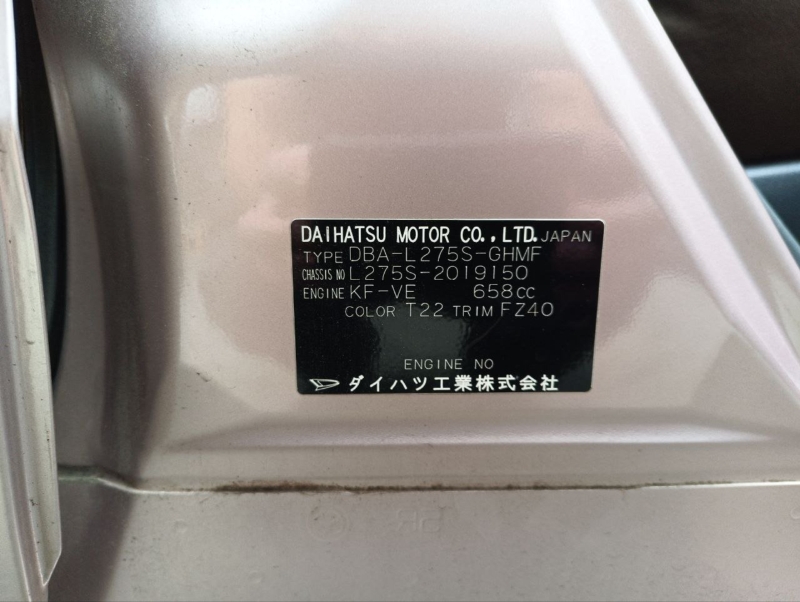 DAIHATSU MOTOR CO., LTD. JAPAN
TYPE DBA-L275S-GHMF
CHASSIS NO L275S-2019150
ENGINE KF-VE 658CC
COLOR T22 TRIM FZ40
ENGINE NO
ダイハツ工業株式会社